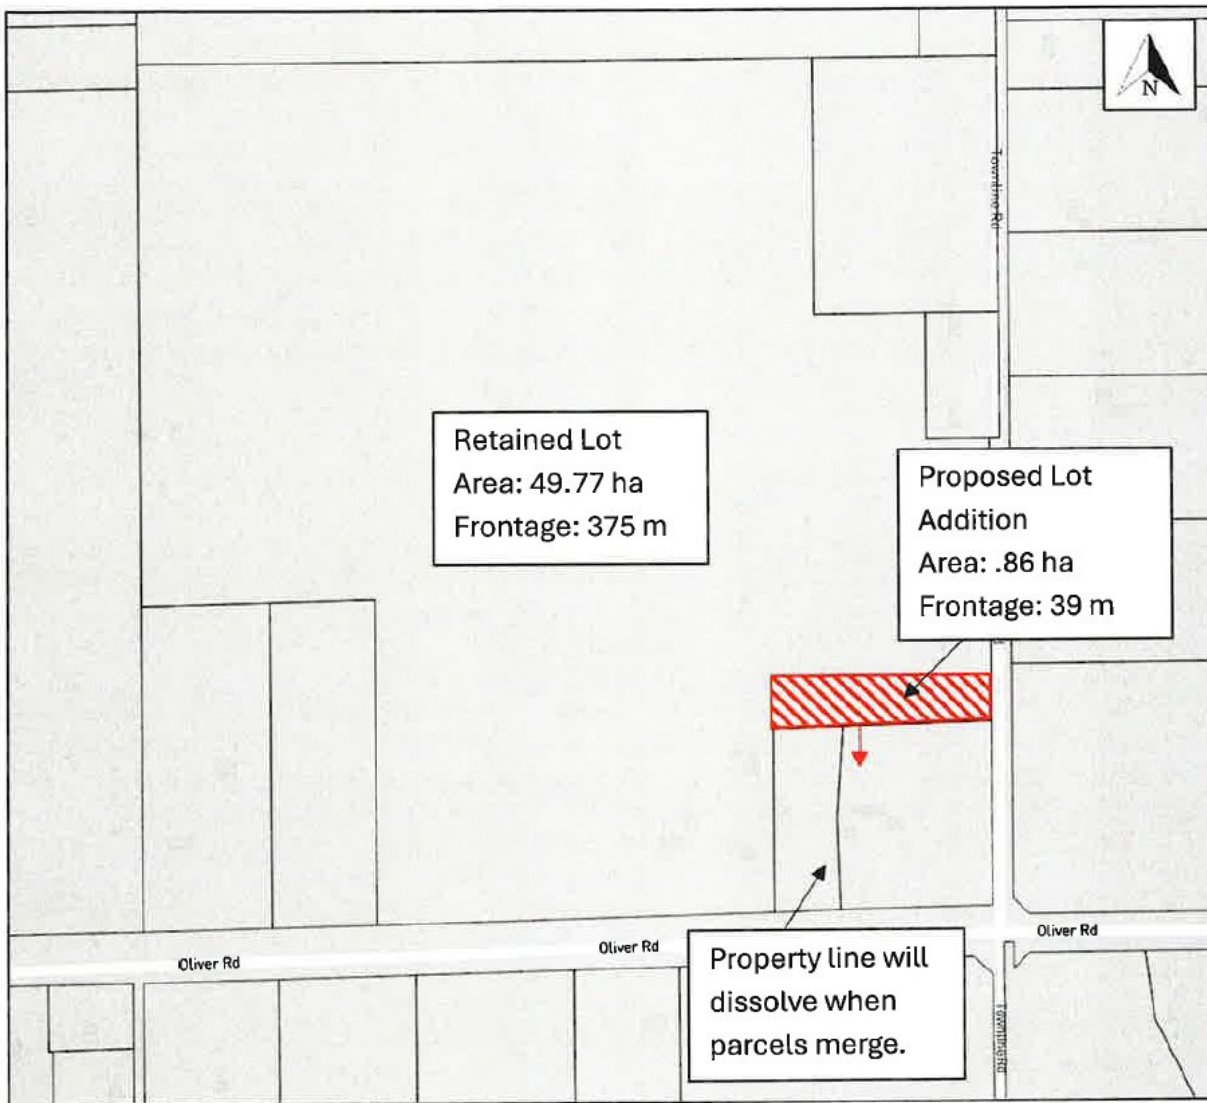 N
Townline Rd
Retained Lot
Area: 49.77 ha
Frontage: 375 m
Proposed Lot
Addition
Area: .86 ha
Frontage: 39 m
Oliver Rd
Oliver Rd
Oliver Rd
Property line will
dissolve when
parcels merge.
Townline Rd